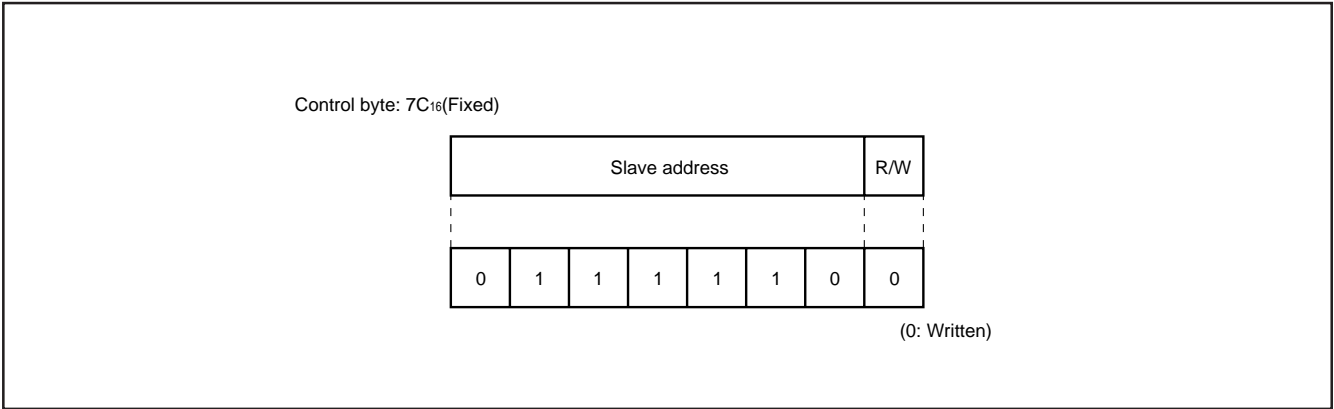 Control byte: 7C16(Fixed)
Slave address R/W
0 1 1 1 1 1 0 0
(0: Written)